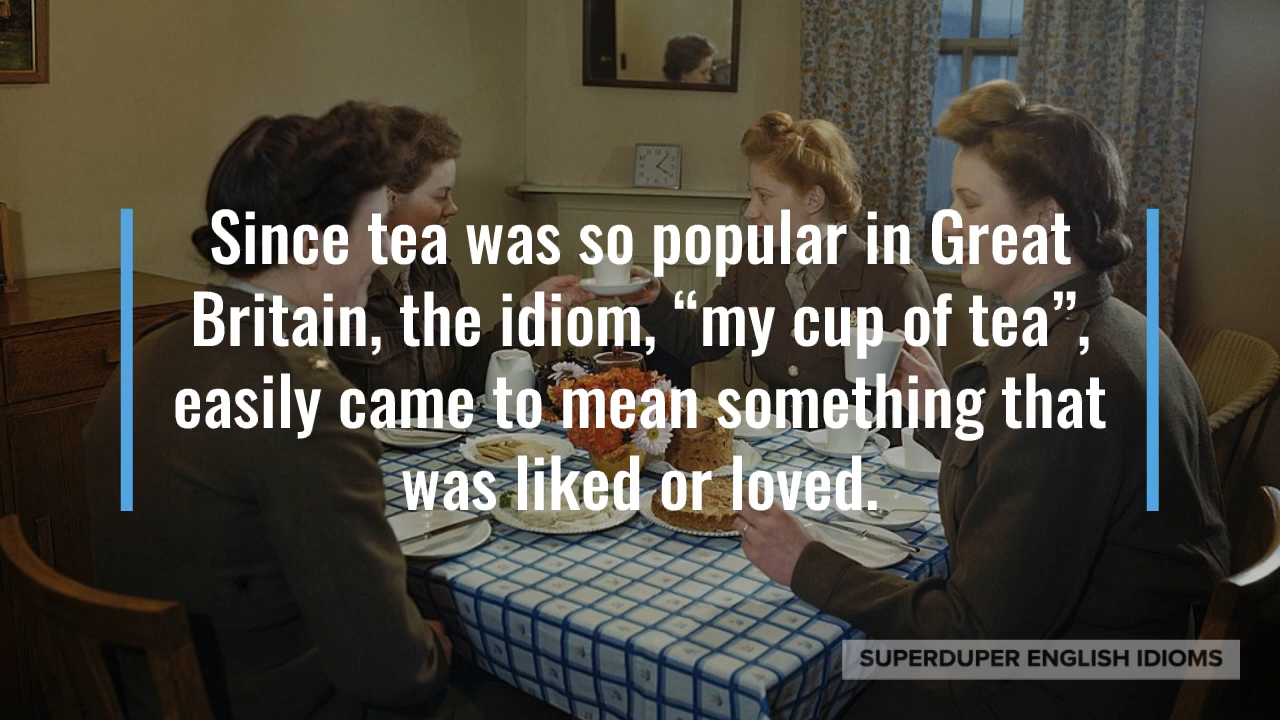 Since tea was so popular in Great
Britain, the idiom, “my cup of tea”,
easily came to mean something that
was liked or loved.
SUPERDUPER ENGLISH IDIOMS